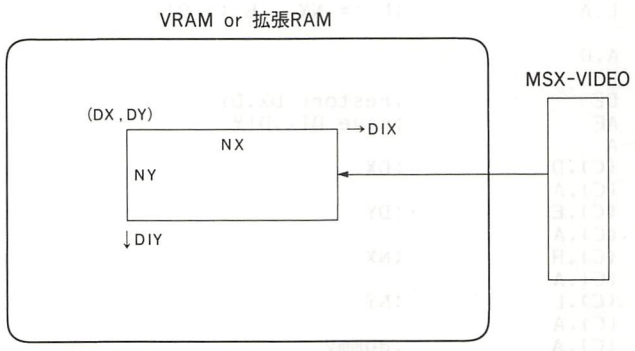 VRAM or 拡張RAM
MSX-VIDEO
(DX, DY)
→DIX
NX
NY
↓DIY